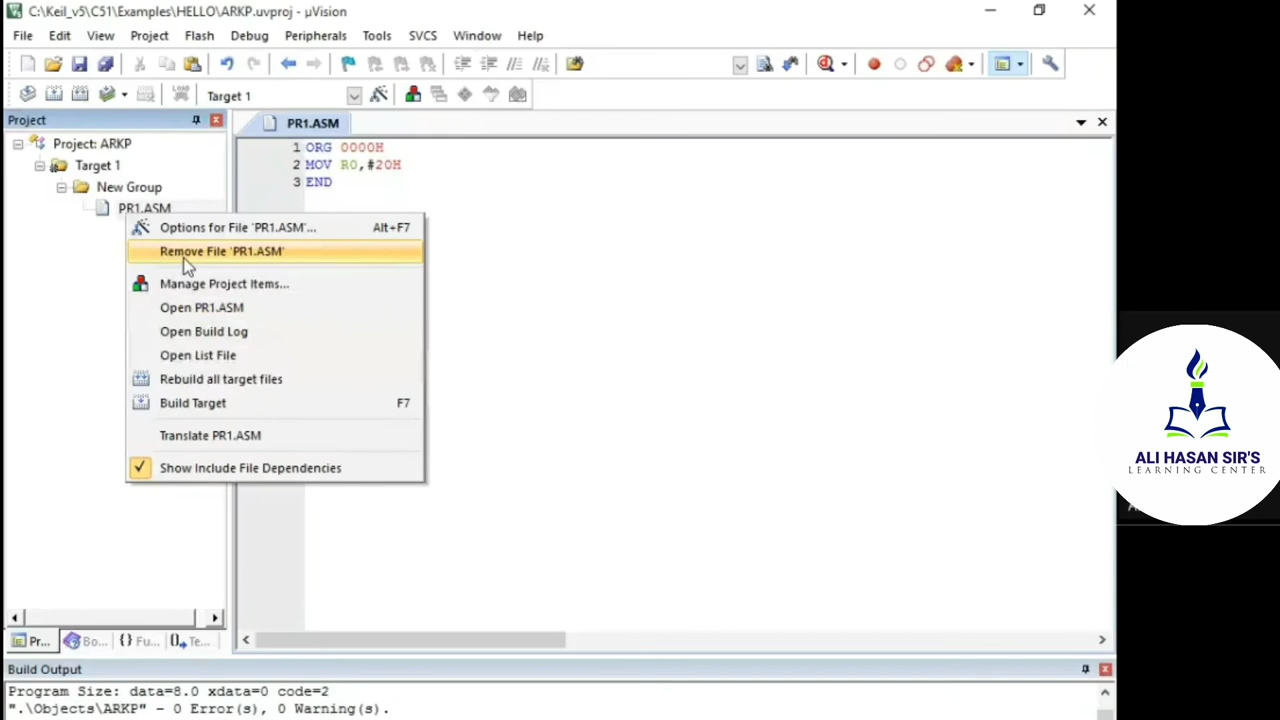 C:\Keil_v5\C51\Examples\HELLO\ARKP.uvproj - µVision
File Edit View Project Flash Debug Peripherals Tools SVCS Window Help
Target 1
Project
PR1.ASM
Project: ARKP
Target 1
New Group
PR1.ASM
1 ORG 0000H
2 MOV R0,#20H
3 END
Options for File 'PR1.ASM'... Alt+F7
Remove File 'PR1.ASM'
Manage Project Items...
Open PR1.ASM
Open Build Log
Open List File
Rebuild all target files
Build Target F7
Translate PR1.ASM
Show Include File Dependencies
ALI HASAN SIR'S
LEARNING CENTER
Pr... Bo... {} Fu... Te...
Build Output
Program Size: data=8.0 xdata=0 code=2
".\Objects\ARKP" - 0 Error(s), 0 Warning(s).